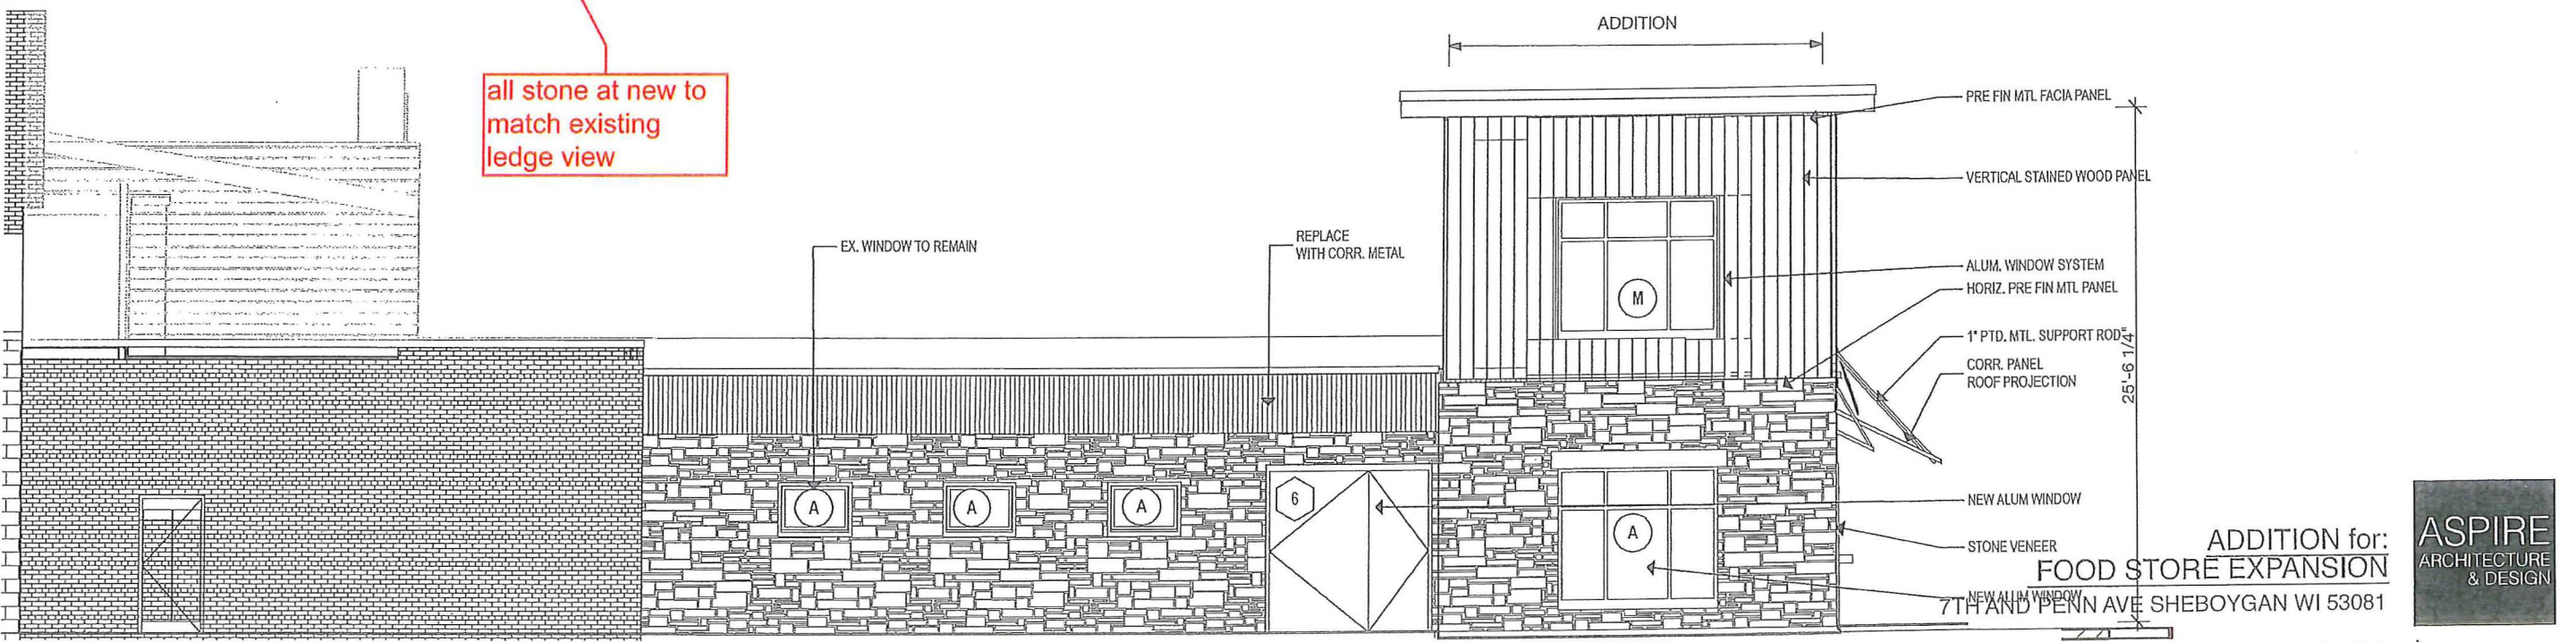 ADDITION
all stone at new to
match existing
ledge view
PRE FIN MTL FACIA PANEL
VERTICAL STAINED WOOD PANEL
EX. WINDOW TO REMAIN
REPLACE
WITH CORR. METAL
ALUM. WINDOW SYSTEM
HORIZ. PRE FIN MTL PANEL
M
1" PTD. MTL. SUPPORT ROD
CORR. PANEL
ROOF PROJECTION
25'-6 1/4"
A
A
A
6
A
NEW ALUM WINDOW
STONE VENEER
NEW ALUM WINDOW
ADDITION for:
FOOD STORE EXPANSION
7TH AND PENN AVE SHEBOYGAN WI 53081
ASPIRE
ARCHITECTURE
& DESIGN